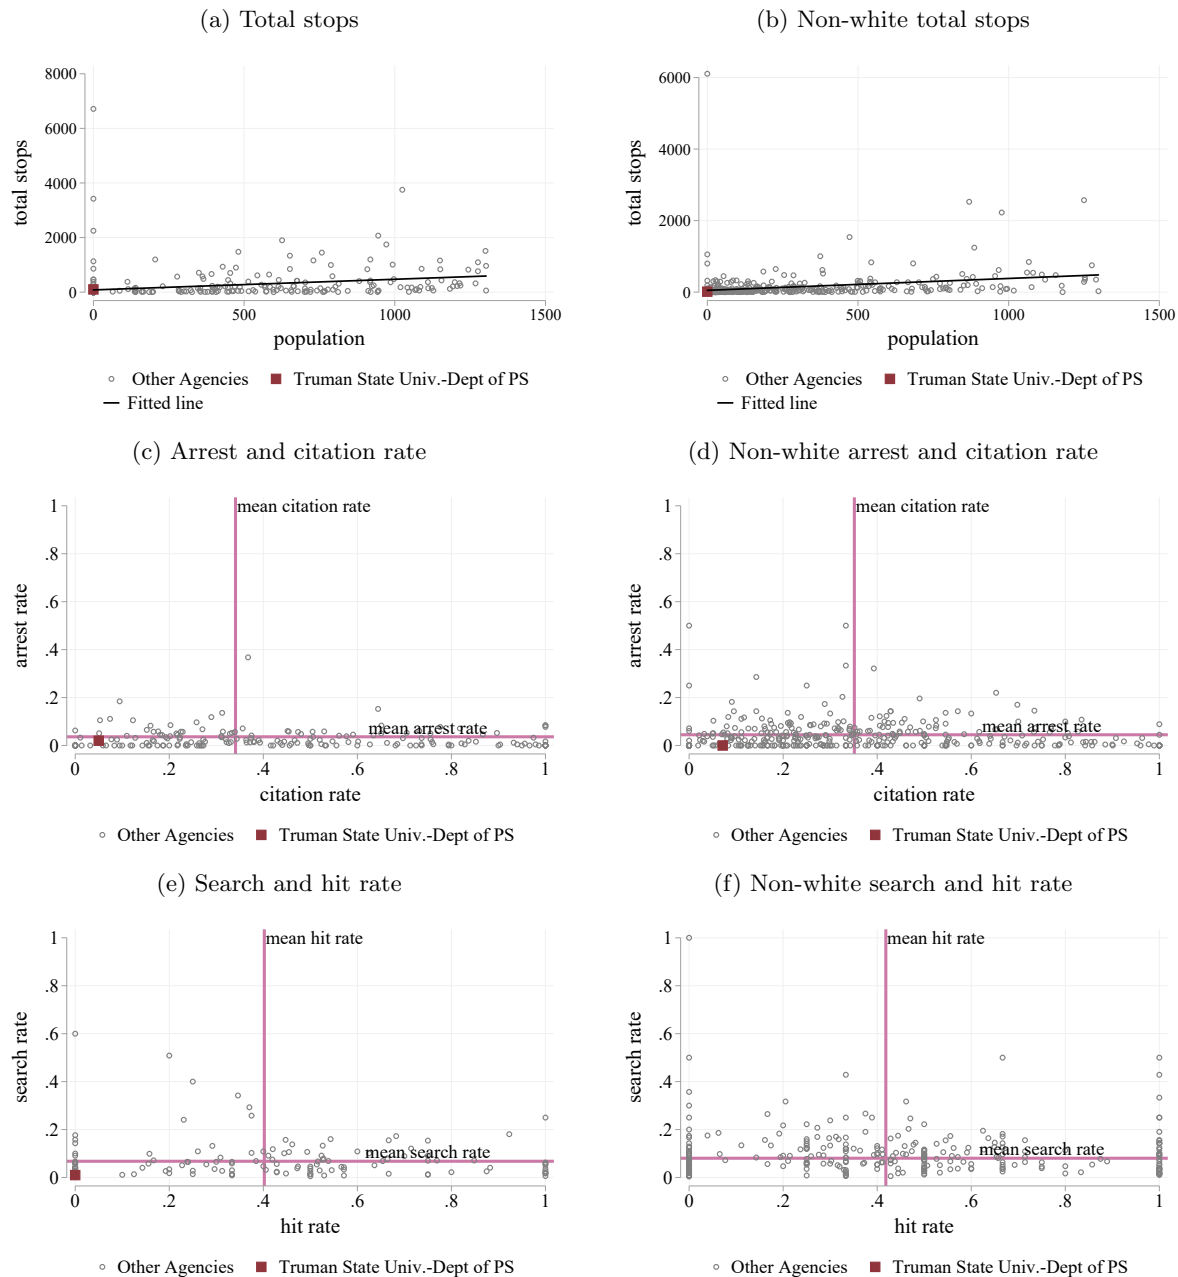 (a) Total stops
8000
6000
4000
2000
0
total stops
0 500 1000 1500
population
Other Agencies Truman State Univ.-Dept of PS
Fitted line
(b) Non-white total stops
6000
4000
2000
0
total stops
0 500 1000 1500
population
Other Agencies Truman State Univ.-Dept of PS
Fitted line
(c) Arrest and citation rate
1
.8
.6
.4
.2
0
arrest rate
mean citation rate
mean arrest rate
0 .2 .4 .6 .8 1
citation rate
Other Agencies Truman State Univ.-Dept of PS
(d) Non-white arrest and citation rate
1
.8
.6
.4
.2
0
arrest rate
mean citation rate
mean arrest rate
0 .2 .4 .6 .8 1
citation rate
Other Agencies Truman State Univ.-Dept of PS
(e) Search and hit rate
1
.8
.6
.4
.2
0
search rate
mean hit rate
mean search rate
0 .2 .4 .6 .8 1
hit rate
Other Agencies Truman State Univ.-Dept of PS
(f) Non-white search and hit rate
1
.8
.6
.4
.2
0
search rate
mean hit rate
mean search rate
0 .2 .4 .6 .8 1
hit rate
Other Agencies Truman State Univ.-Dept of PS